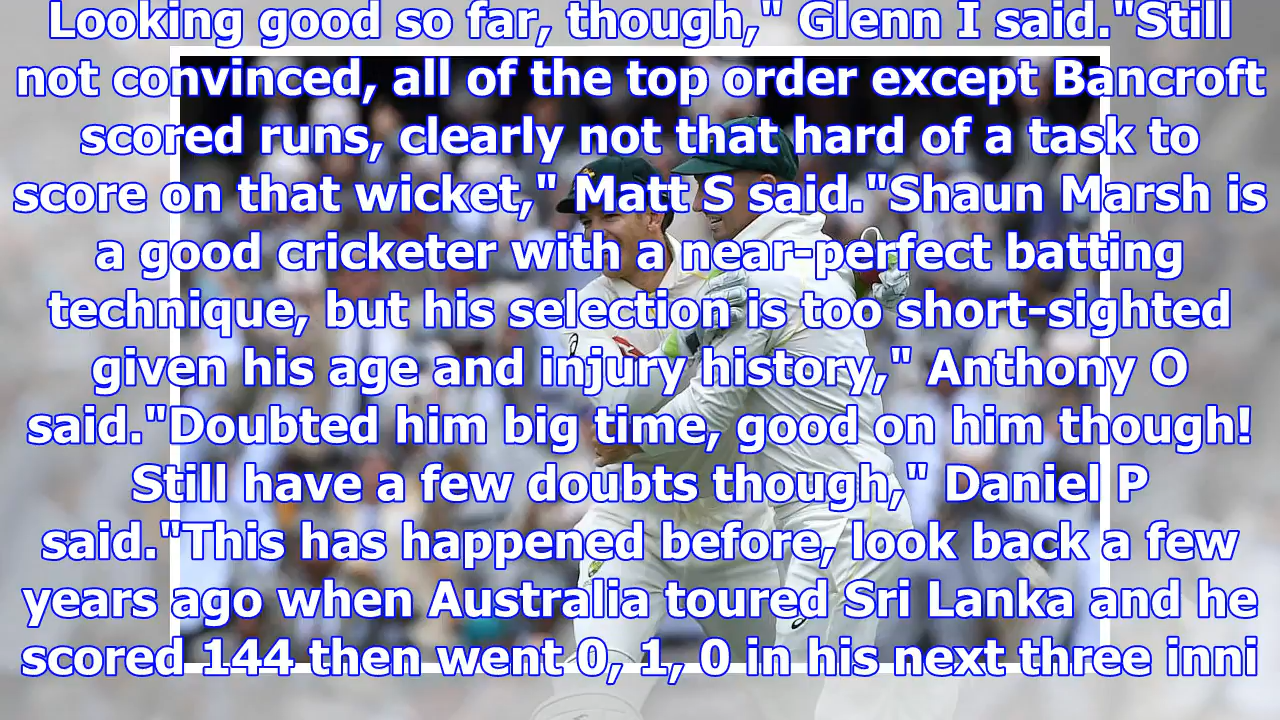 Looking good so far, though," Glenn I said."Still
not convinced, all of the top order except Bancroft
scored runs, clearly not that hard of a task to
score on that wicket," Matt S said."Shaun Marsh is
a good cricketer with a near-perfect batting
technique, but his selection is too short-sighted
given his age and injury history," Anthony O
said."Doubted him big time, good on him though!
Still have a few doubts though," Daniel P
said."This has happened before, look back a few
years ago when Australia toured Sri Lanka and he
scored 144 then went 0, 1, 0 in his next three inni